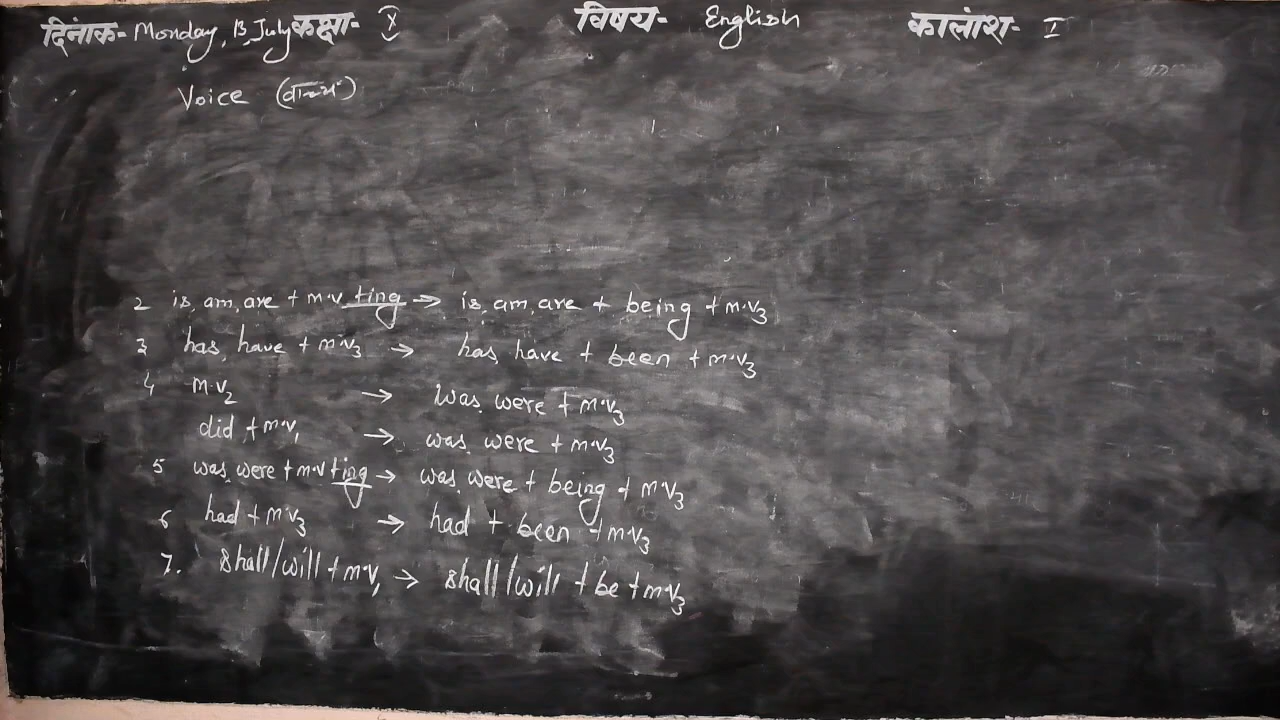 दिनांक- Monday, 13 July कक्षा- X विषय- English कालांश- I
Voice (वाच्य)
2 is, am, are + m.v +ing → is, am, are + being + m.v3
3 has, have + m.v3 → has, have + been + m.v3
4 m.v2 → was, were + m.v3
did + m.v1 → was, were + m.v3
5 was, were + m.v +ing → was, were + being + m.v3
6 had + m.v3 → had + been + m.v3
7. shall/will + m.v1 → shall/will + be + m.v3